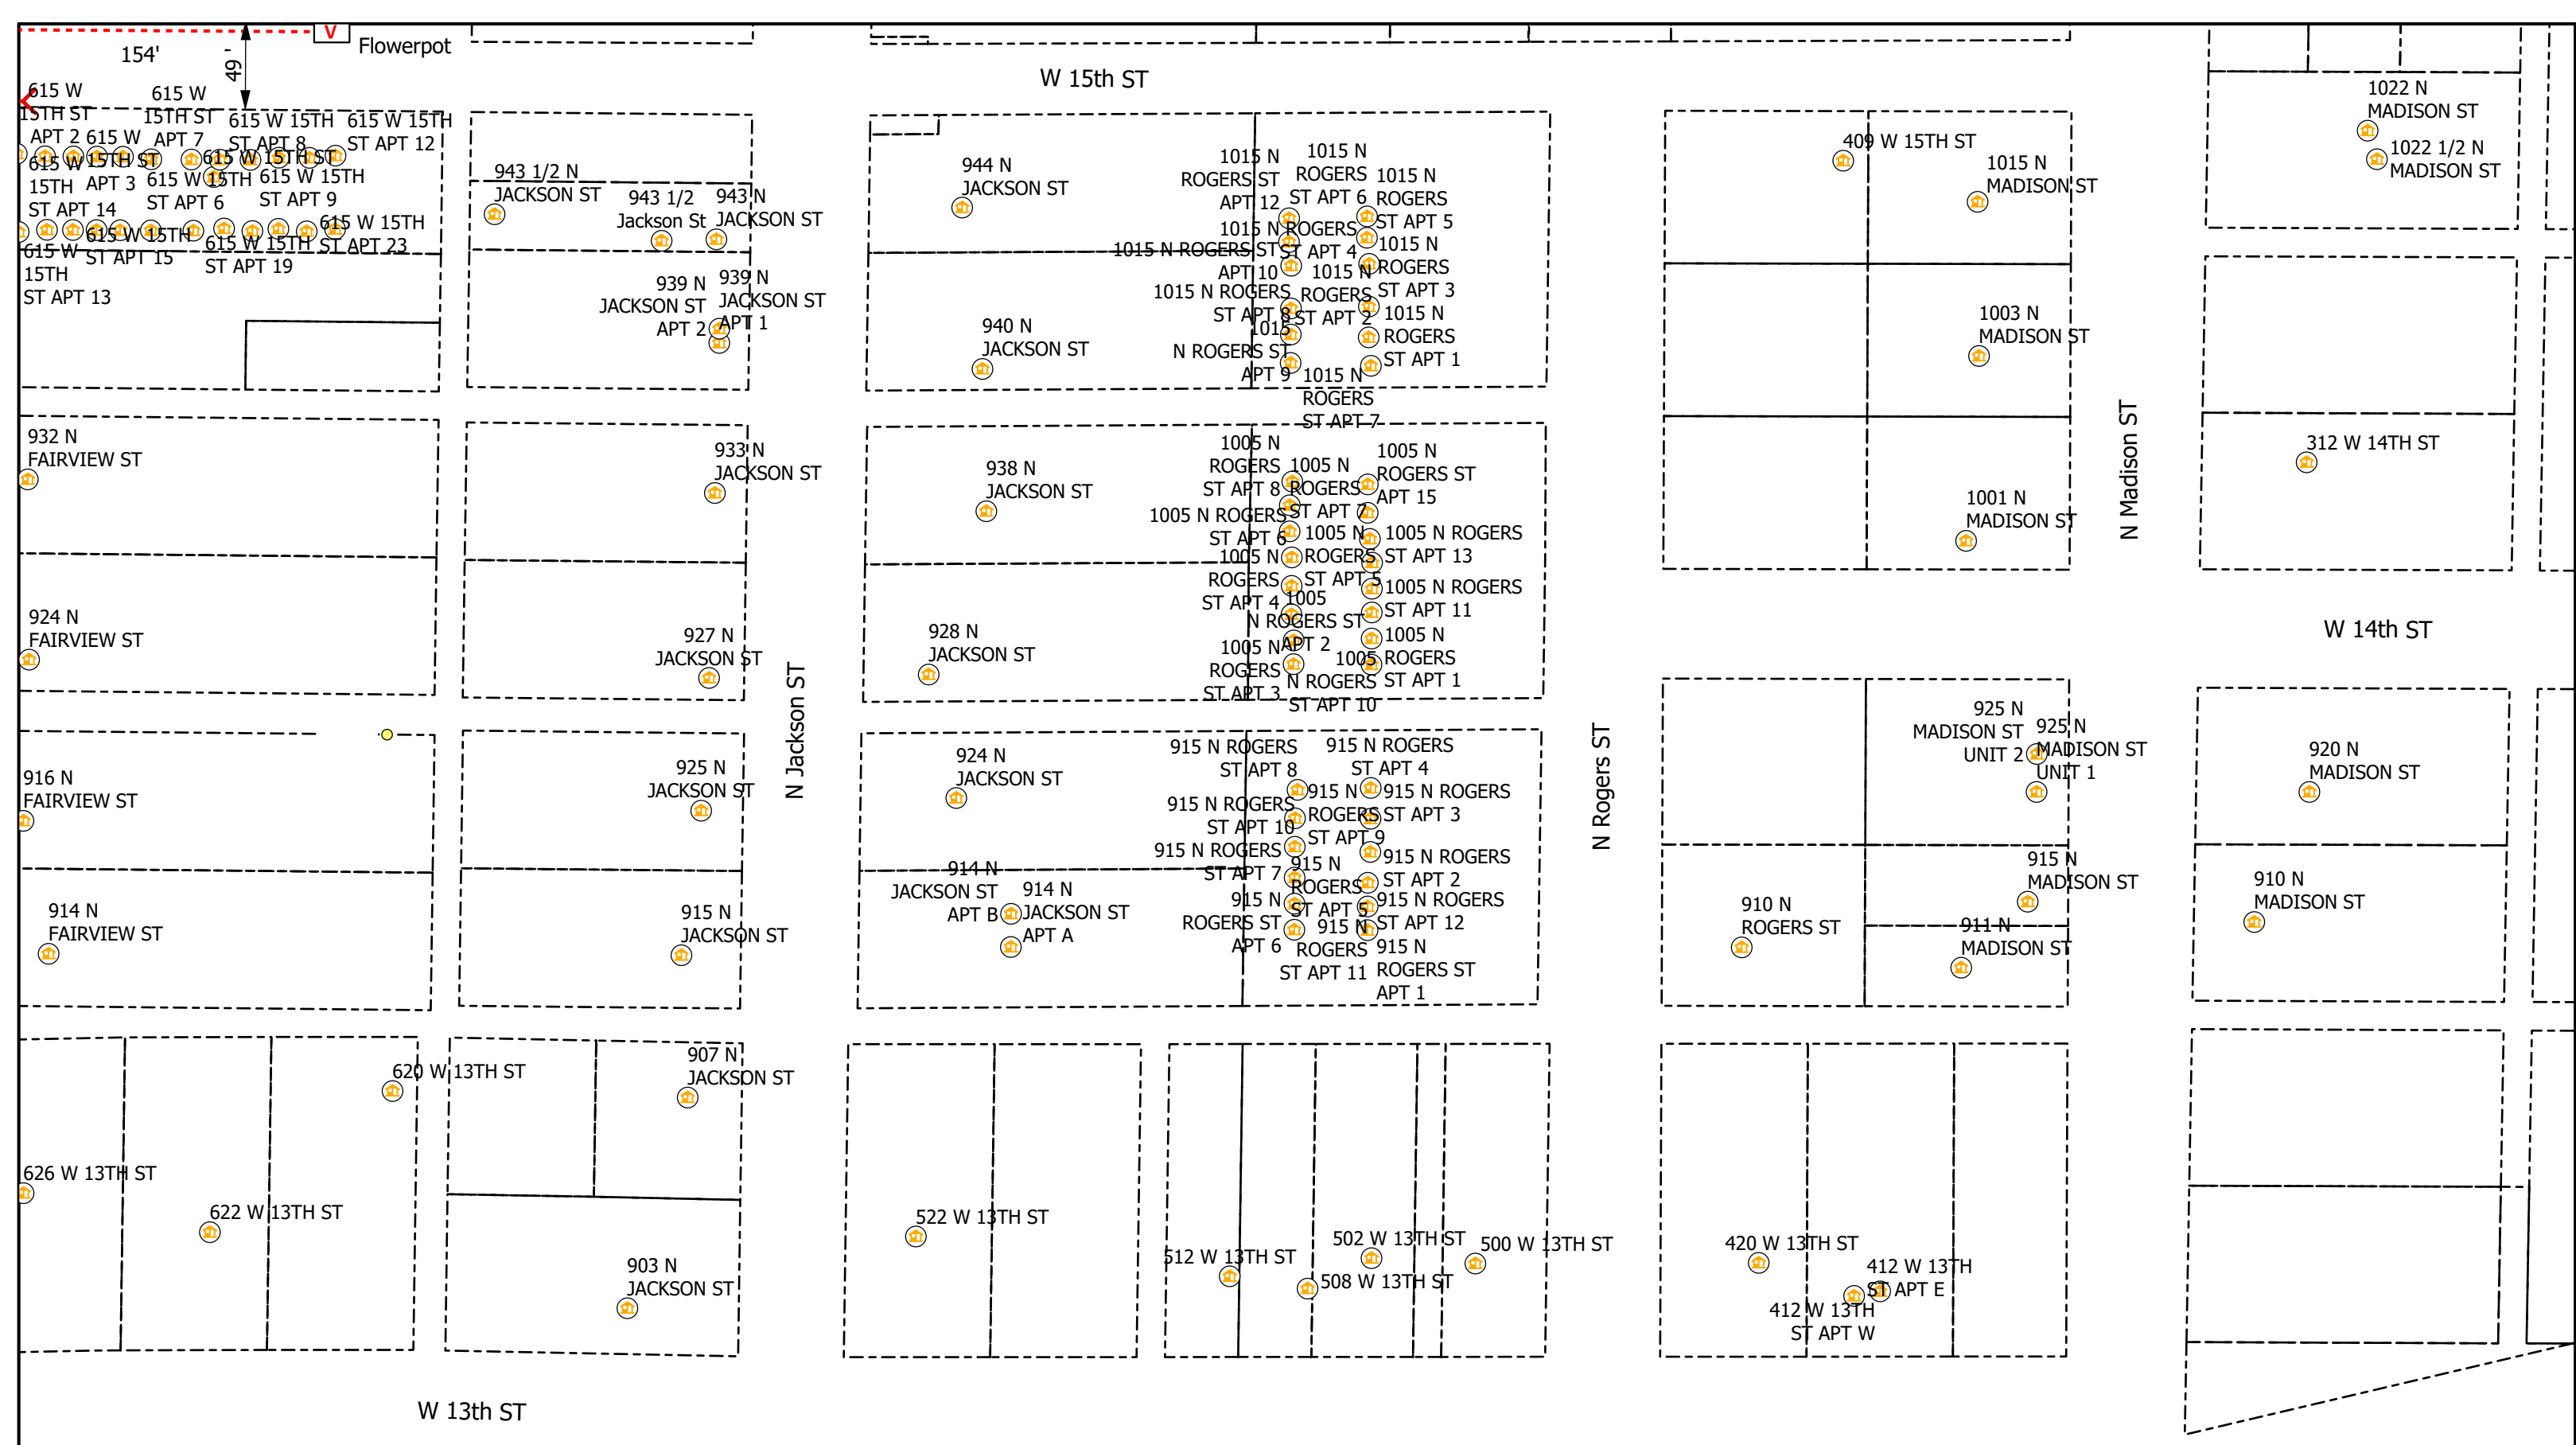 V
Flowerpot
154'
49 '
W 15th ST
615 W
15TH ST
APT 2
615 W
15TH ST
APT 7
615 W 15TH
ST APT 8
615 W 15TH
ST APT 12
615 W
15TH ST
APT 3
615 W 15TH ST
615 W
15TH
ST APT 14
615 W 15TH
ST APT 6
615 W 15TH
ST APT 9
615 W 15TH
ST APT 23
615 W
15TH
ST APT 13
615 W 15TH
ST APT 15
615 W 15TH
ST APT 19
943 1/2 N
JACKSON ST
943 1/2
Jackson St
943 N
JACKSON ST
939 N
JACKSON ST
APT 2
939 N
JACKSON ST
APT 1
944 N
JACKSON ST
940 N
JACKSON ST
1015 N
ROGERS ST
APT 12
1015 N
ROGERS
ST APT 6
1015 N
ROGERS
ST APT 5
1015 N ROGERS
ST APT 4
1015 N ROGERS ST
APT 10
1015 N
ROGERS
ST APT 3
1015 N
ROGERS
ST APT 2
1015 N ROGERS
ST APT 8
1015 N
ROGERS
ST APT 1
1015
N ROGERS ST
APT 9
1015 N
ROGERS
ST APT 7
409 W 15TH ST
1015 N
MADISON ST
1003 N
MADISON ST
1001 N
MADISON ST
1022 N
MADISON ST
1022 1/2 N
MADISON ST
312 W 14TH ST
N Madison ST
W 14th ST
932 N
FAIRVIEW ST
924 N
FAIRVIEW ST
933 N
JACKSON ST
927 N
JACKSON ST
938 N
JACKSON ST
928 N
JACKSON ST
1005 N
ROGERS
ST APT 8
1005 N
ROGERS
ST APT 7
1005 N
ROGERS ST
APT 15
1005 N ROGERS
ST APT 6
1005 N
ROGERS
ST APT 5
1005 N ROGERS
ST APT 13
1005 N
ROGERS
ST APT 4
1005 N ROGERS
ST APT 11
1005
N ROGERS ST
APT 2
1005 N
ROGERS
ST APT 3
1005 N
ROGERS
ST APT 1
1005
N ROGERS
ST APT 10
N Jackson ST
N Rogers ST
916 N
FAIRVIEW ST
914 N
FAIRVIEW ST
925 N
JACKSON ST
915 N
JACKSON ST
924 N
JACKSON ST
914 N
JACKSON ST
APT B
914 N
JACKSON ST
APT A
915 N ROGERS
ST APT 8
915 N ROGERS
ST APT 4
915 N ROGERS
ST APT 10
915 N
ROGERS
ST APT 9
915 N ROGERS
ST APT 3
915 N ROGERS
ST APT 7
915 N
ROGERS
ST APT 5
915 N ROGERS
ST APT 2
915 N
ROGERS ST
APT 6
915 N ROGERS
ST APT 12
915 N
ROGERS
ST APT 11
915 N
ROGERS ST
APT 1
925 N
MADISON ST
UNIT 2
925 N
MADISON ST
UNIT 1
915 N
MADISON ST
910 N
ROGERS ST
911 N
MADISON ST
920 N
MADISON ST
910 N
MADISON ST
620 W 13TH ST
626 W 13TH ST
622 W 13TH ST
907 N
JACKSON ST
903 N
JACKSON ST
522 W 13TH ST
512 W 13TH ST
502 W 13TH ST
508 W 13TH ST
500 W 13TH ST
420 W 13TH ST
412 W 13TH
ST APT E
412 W 13TH
ST APT W
W 13th ST